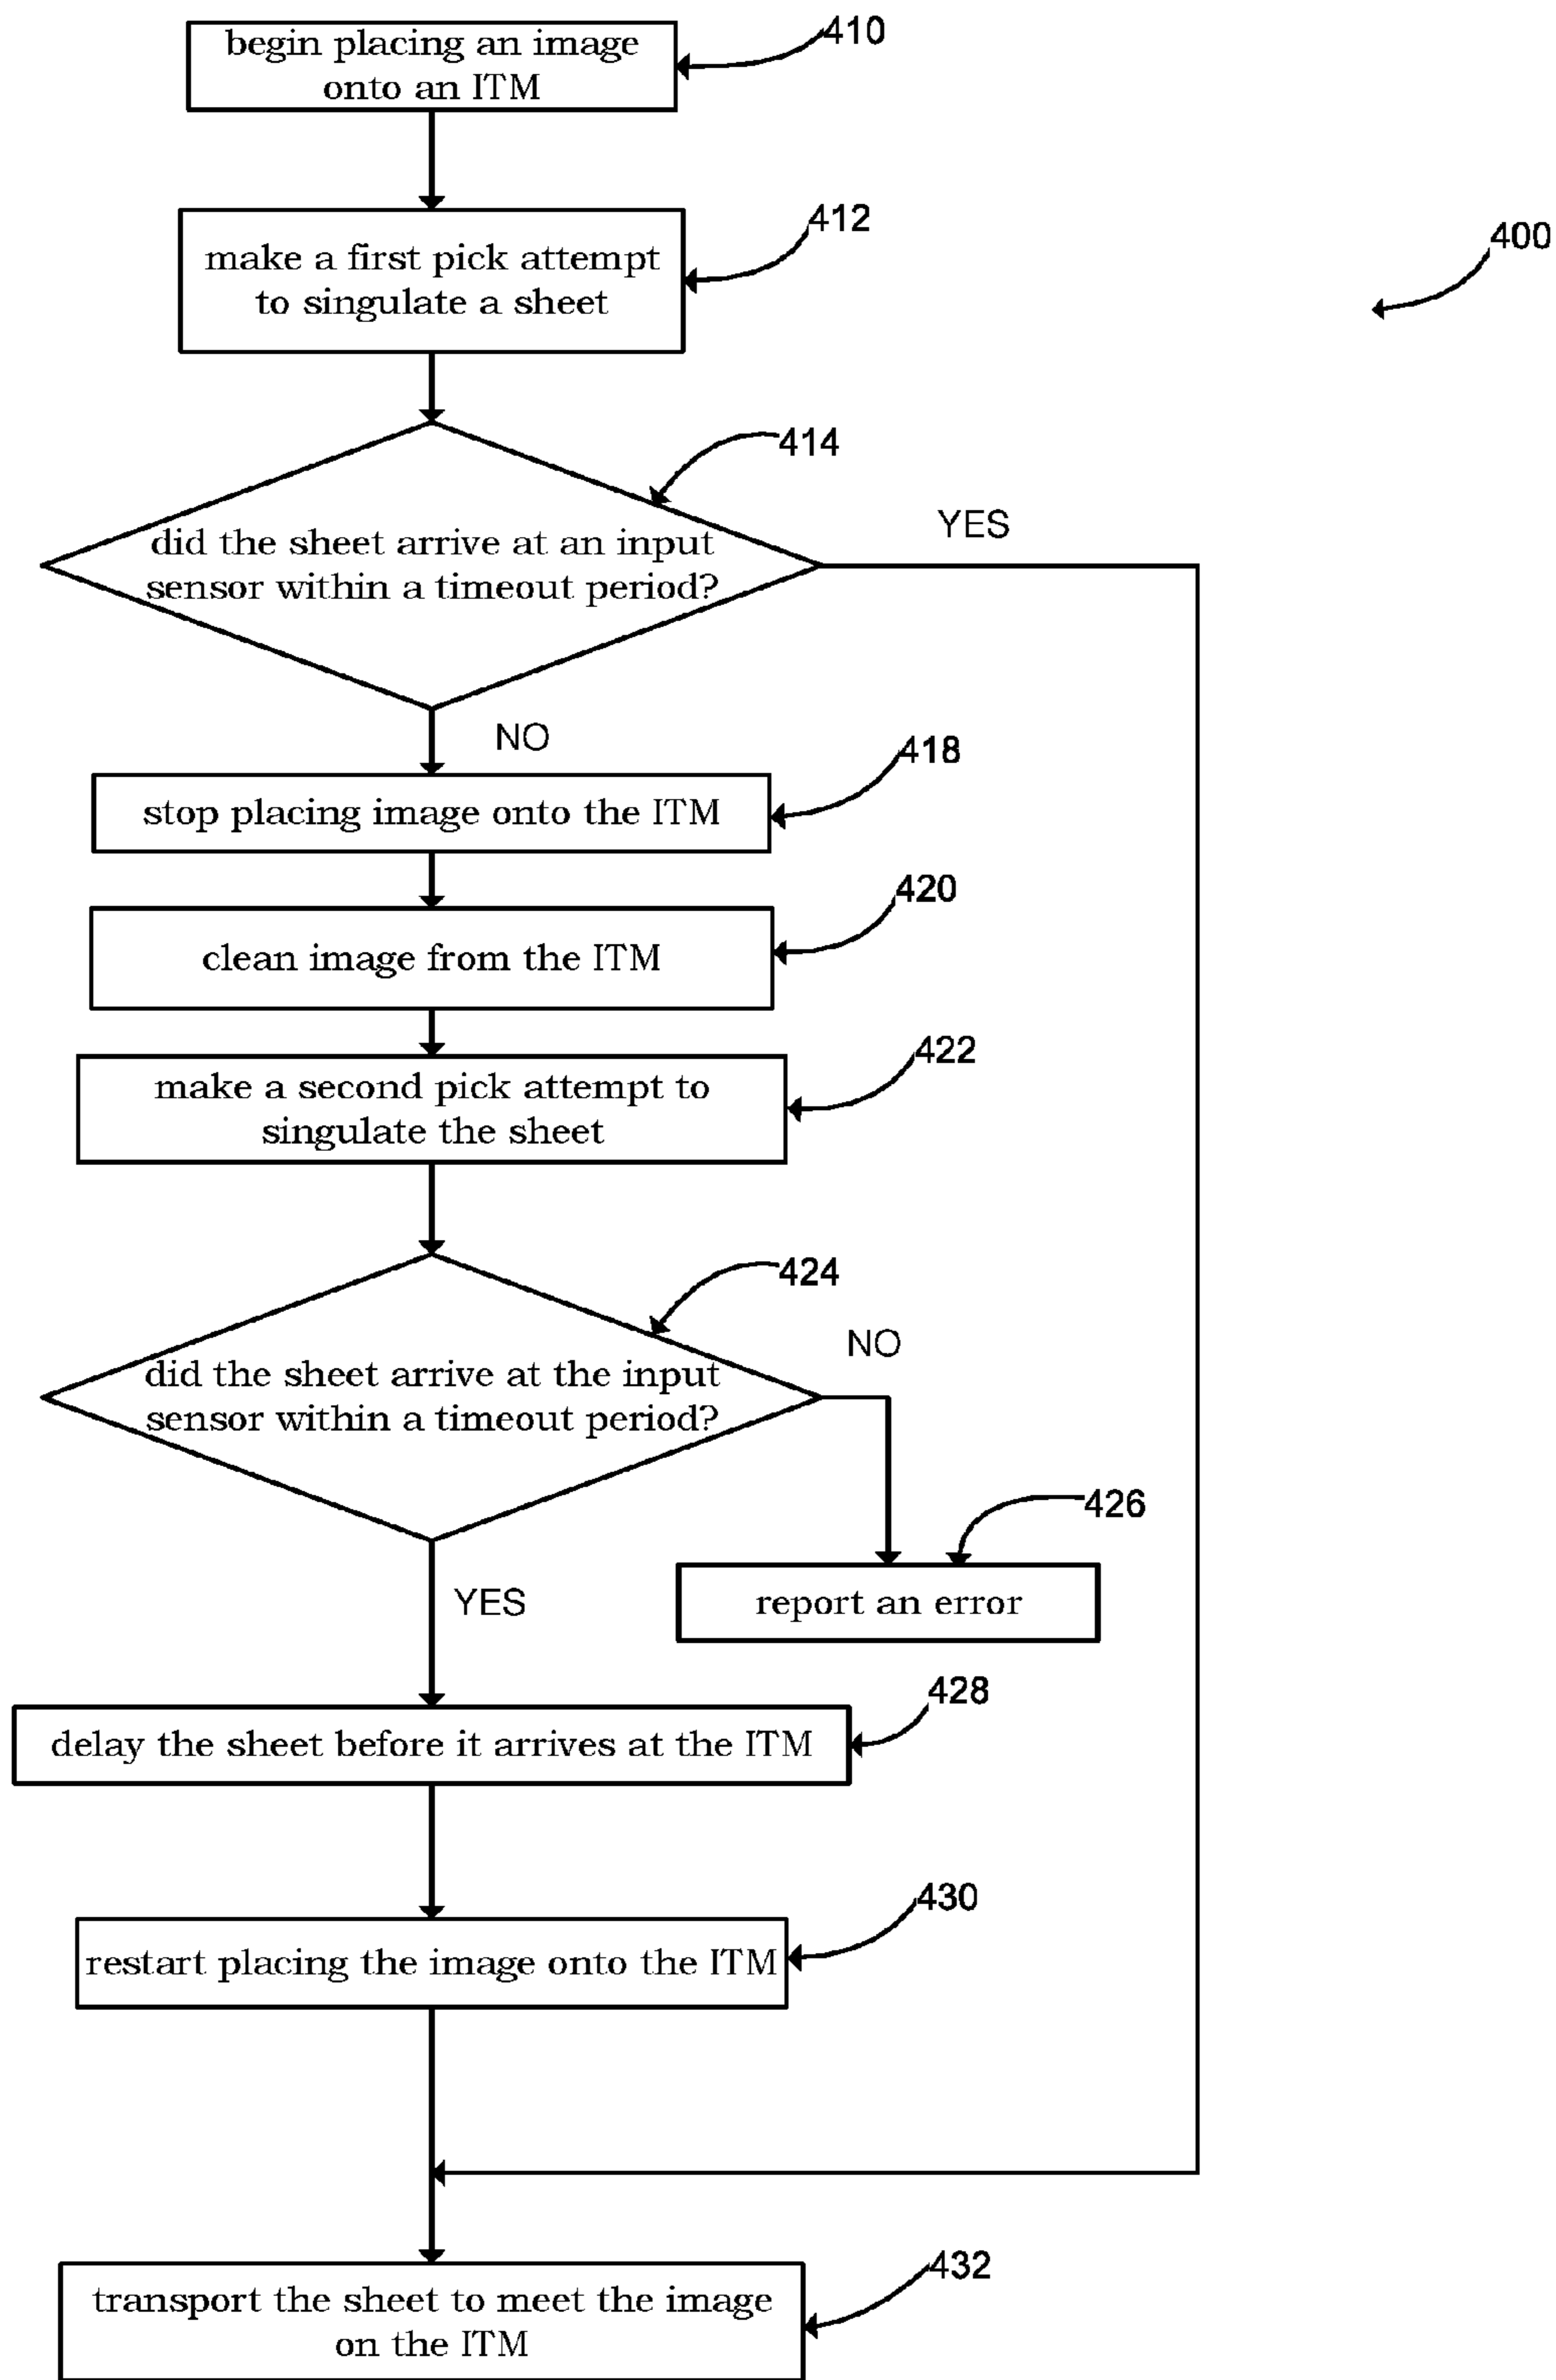 begin placing an image
onto an ITM
410
make a first pick attempt
to singulate a sheet
412
400
414
did the sheet arrive at an input
sensor within a timeout period?
YES
NO
stop placing image onto the ITM
418
clean image from the ITM
420
make a second pick attempt to
singulate the sheet
422
424
did the sheet arrive at the input
sensor within a timeout period?
NO
426
report an error
YES
delay the sheet before it arrives at the ITM
428
restart placing the image onto the ITM
430
transport the sheet to meet the image
on the ITM
432